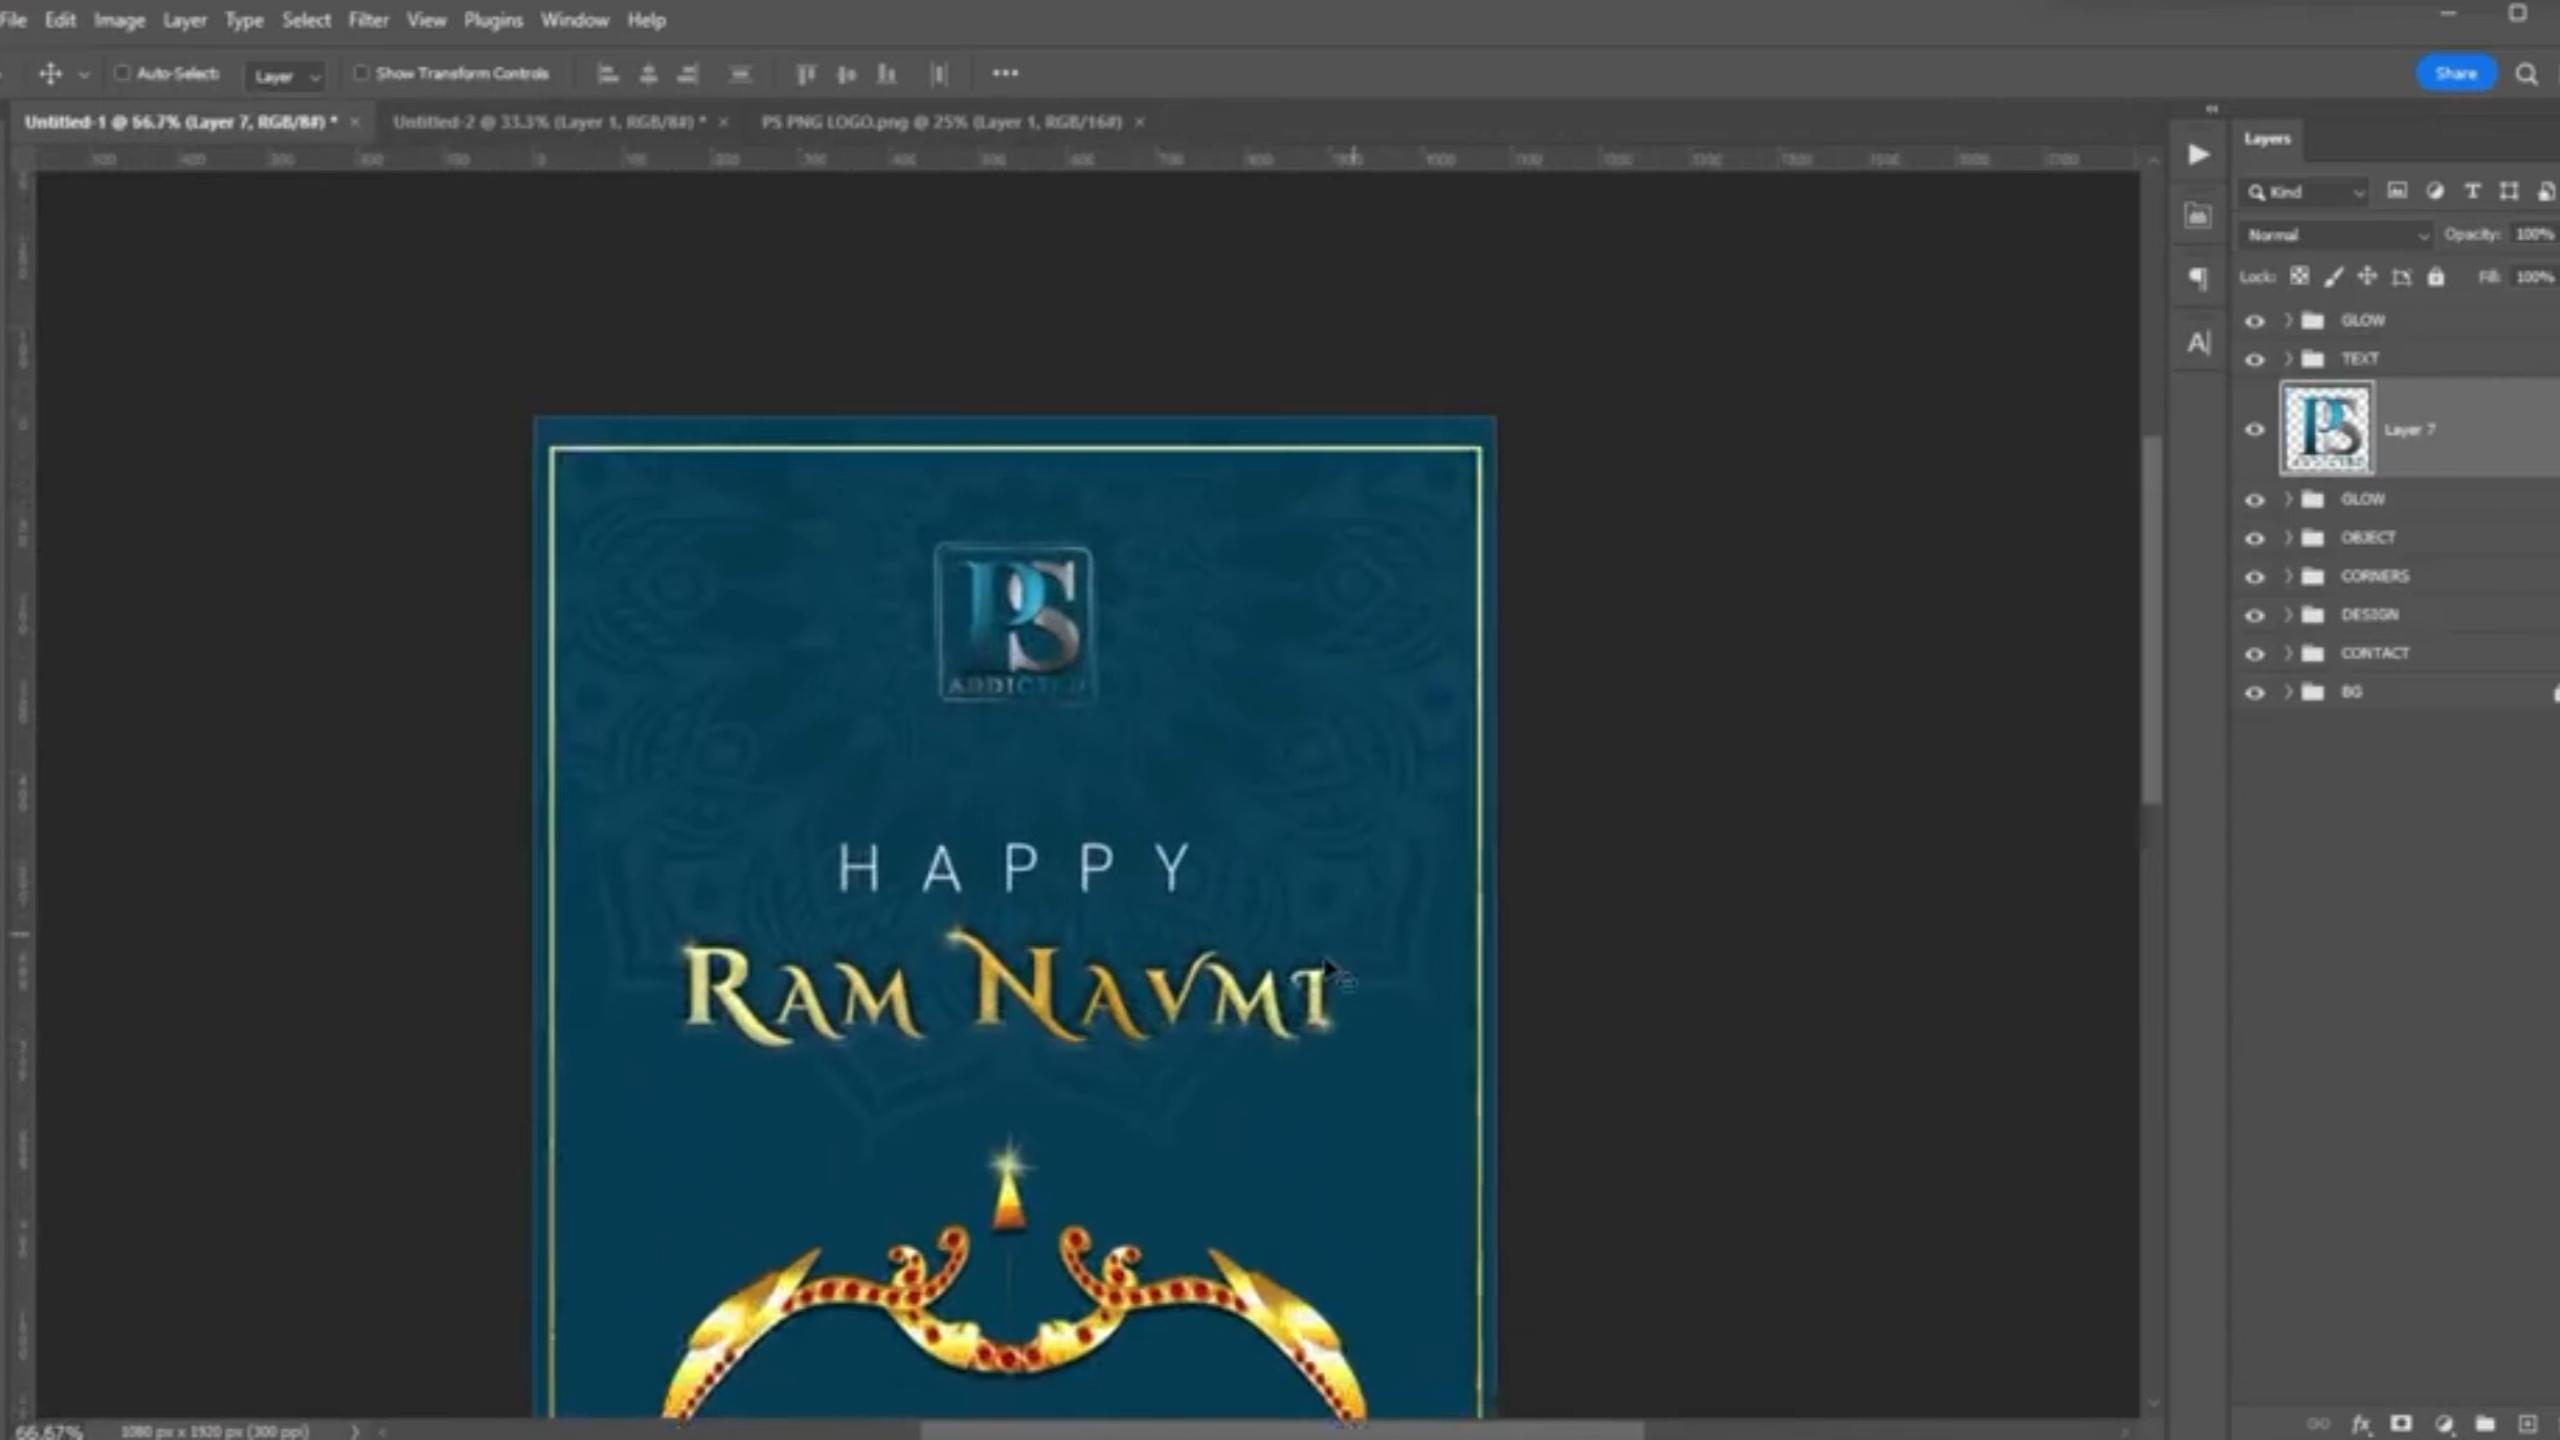 File Edit Image Layer Type Select Filter View Plugins Window Help
Auto-Select: Layer Show Transform Controls Share
Untitled-1 @ 66.7% (Layer 7, RGB/8#) * × Untitled-2 @ 33.3% (Layer 1, RGB/8#) * × PS PNG LOGO.png @ 25% (Layer 1, RGB/16#) ×
Layers
Kind
Normal Opacity: 100%
Lock: Fill: 100%
GLOW
TEXT
Layer 7
GLOW
OBJECT
CORNERS
DESIGN
CONTACT
BG
PS
ADDICTED
HAPPY
RAM NAVMI
66.67% 1080 px x 1920 px (300 ppi)